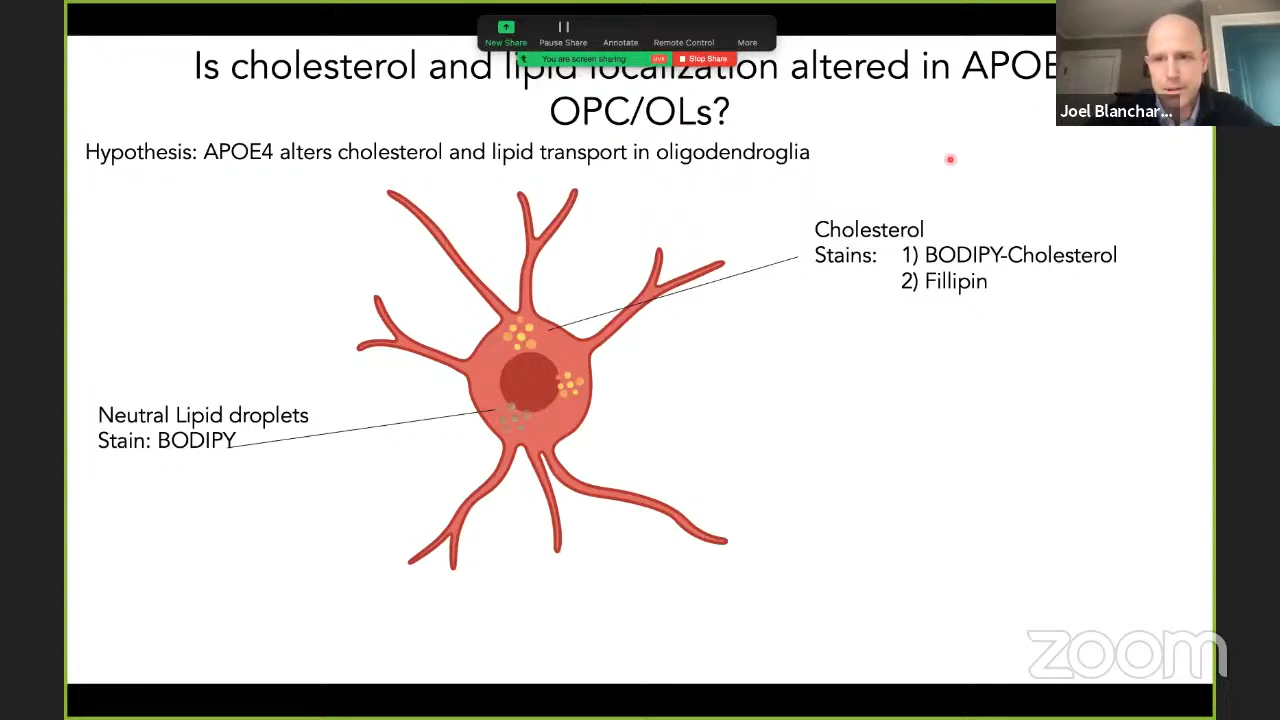 New Share
Pause Share
Annotate
Remote Control
More
You are screen sharing
LIVE
Stop Share
Is cholesterol and lipid localization altered in APOE
OPC/OLs?
Joel Blanchar...
Hypothesis: APOE4 alters cholesterol and lipid transport in oligodendroglia
Cholesterol
Stains: 1) BODIPY-Cholesterol
2) Fillipin
Neutral Lipid droplets
Stain: BODIPY
zoom